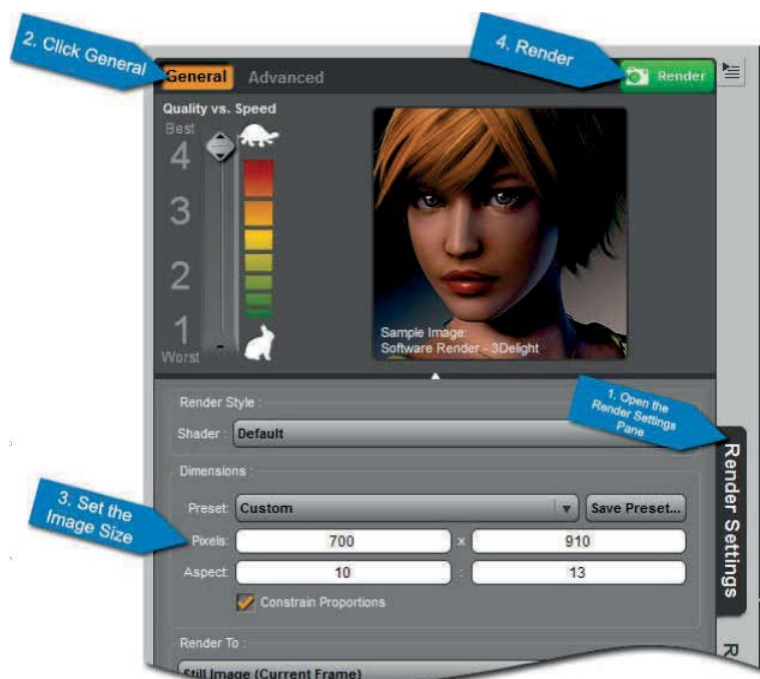 2. Click General
4. Render
General
Advanced
Render
Quality vs. Speed
Best
4
3
2
1
Worst
Sample Image:
Software Render - 3Delight
1. Open the
Render Settings
Pane
Render Settings
Render Style :
Shader : Default
Dimensions :
3. Set the
Image Size
Preset: Custom
Save Preset...
Pixels: 700 x 910
Aspect: 10 : 13
Constrain Proportions
Render To :
Still Image (Current Frame)
R